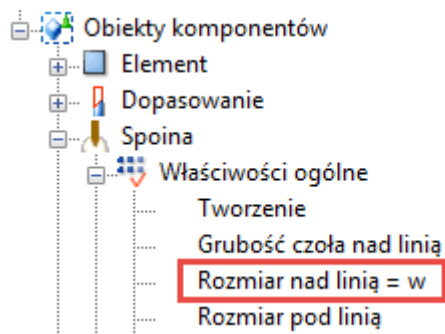 Obiekty komponentów
Element
Dopasowanie
Spoina
Właściwości ogólne
Tworzenie
Grubość czoła nad linią
Rozmiar nad linią = w
Rozmiar pod linią